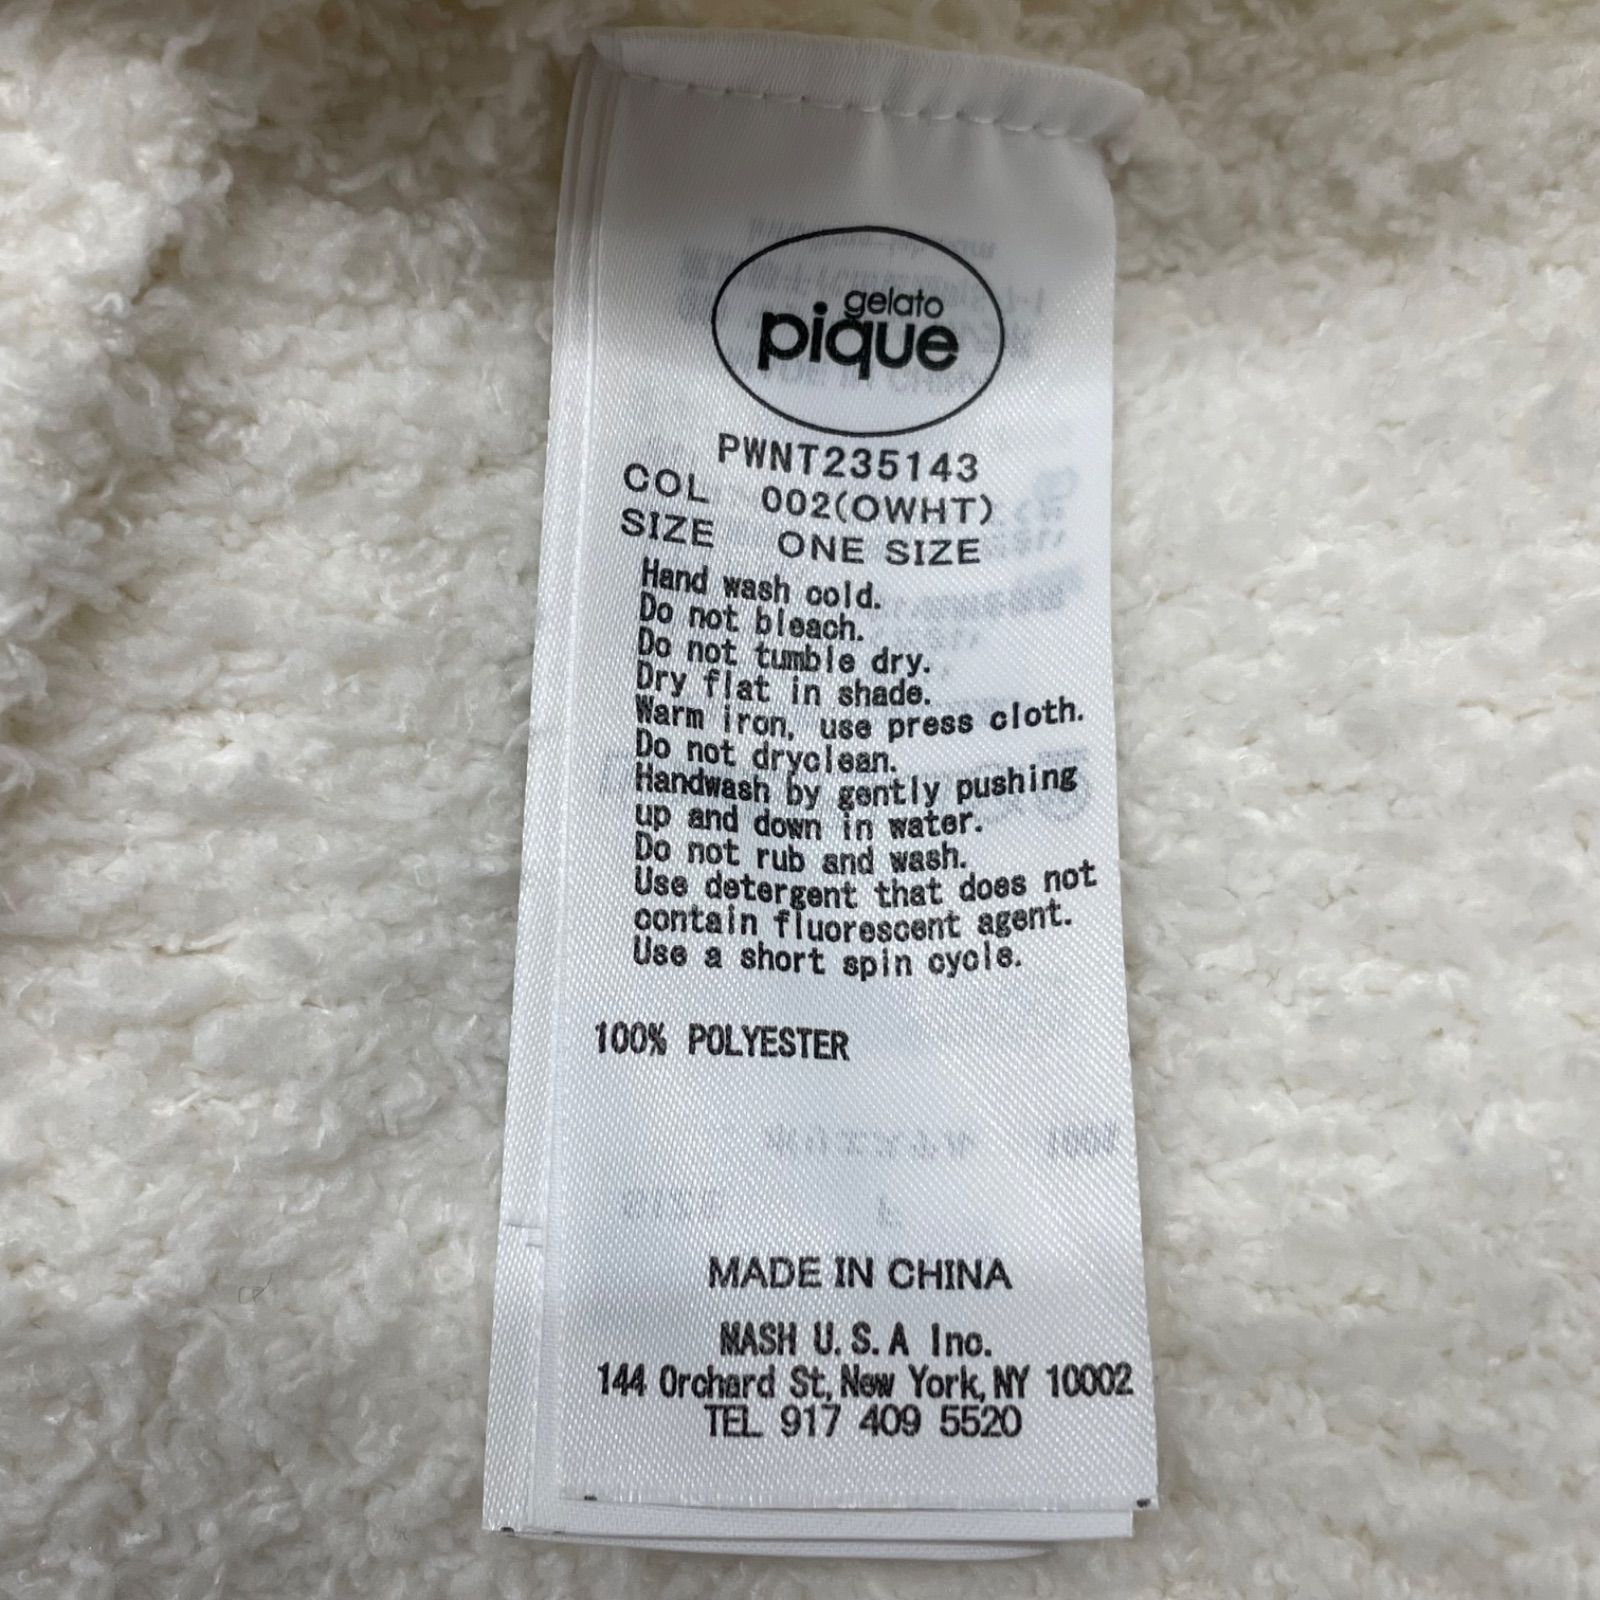 gelato
pique
PWNT235143
COL 002(OWHT)
SIZE ONE SIZE
Hand wash cold.
Do not bleach.
Do not tumble dry.
Dry flat in shade.
Warm iron, use press cloth.
Do not dryclean.
Handwash by gently pushing
up and down in water.
Do not rub and wash.
Use detergent that does not
contain fluorescent agent.
Use a short spin cycle.
100% POLYESTER
MADE IN CHINA
MASH U.S.A Inc.
144 Orchard St, New York, NY 10002
TEL 917 409 5520